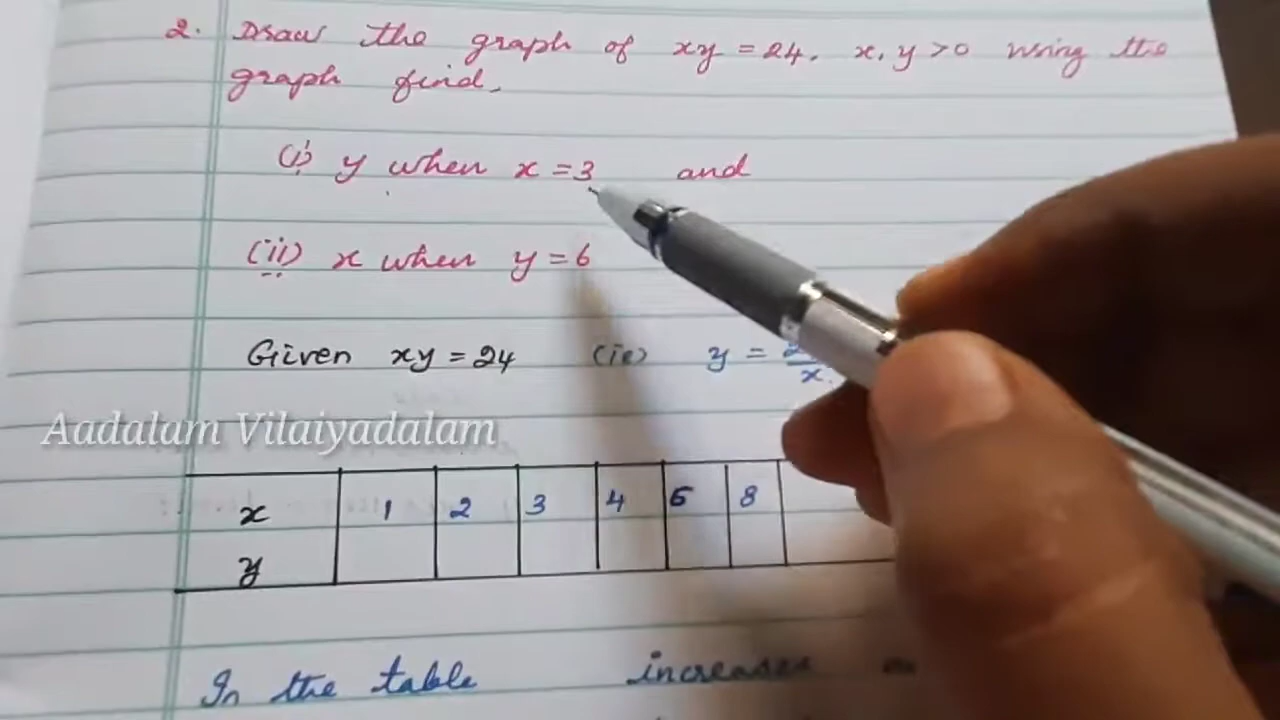 2. Draw the graph of xy = 24. x, y > 0 using the
graph find,
(i) y when x = 3 and
(ii) x when y = 6
Given xy = 24 (ie) y = 2 / x.
Aadalam Vilaiyadalam
x 1 2 3 4 6 8
y
In the table increases